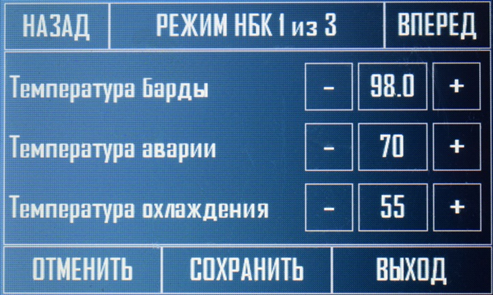 НАЗАД РЕЖИМ НБК 1 из 3 ВПЕРЕД
Температура Барды - 98.0 +
Температура аварии - 70 +
Температура охлаждения - 55 +
ОТМЕНИТЬ СОХРАНИТЬ ВЫХОД